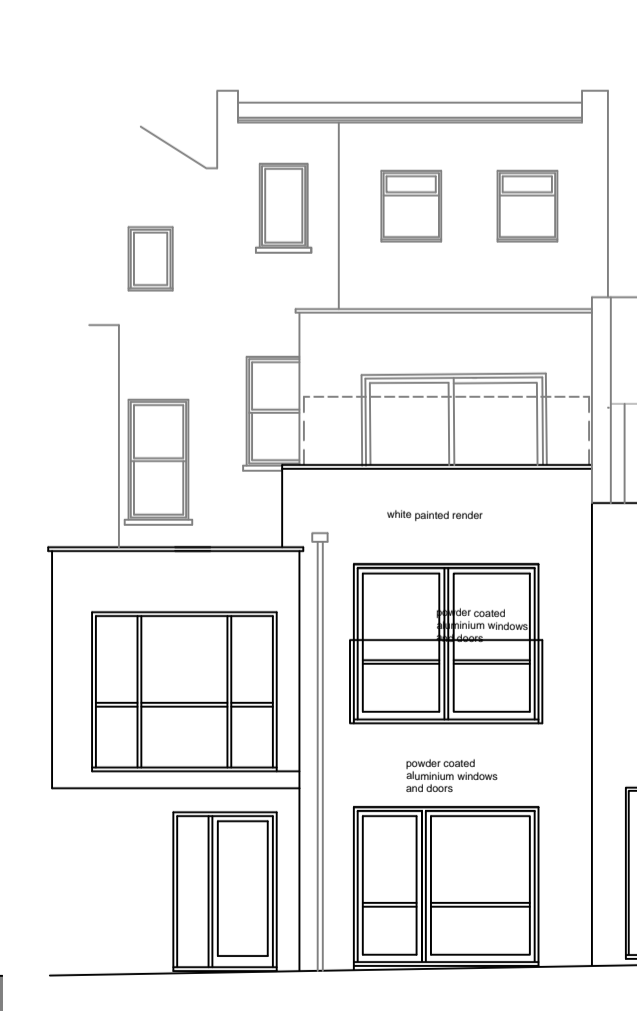 white painted render
powder coated
aluminium windows
and doors
powder coated
aluminium windows
and doors